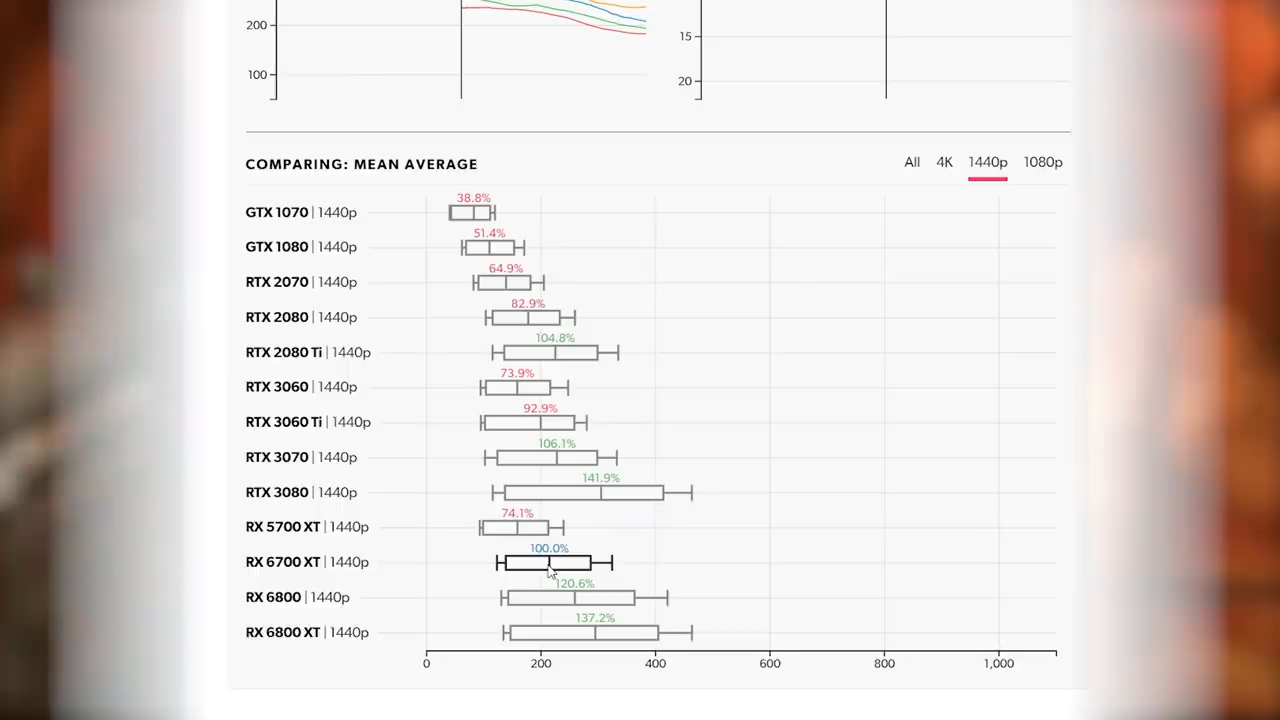 200
100
15
20
COMPARING: MEAN AVERAGE
All 4K 1440p 1080p
38.8%
GTX 1070 | 1440p
51.4%
GTX 1080 | 1440p
64.9%
RTX 2070 | 1440p
82.9%
RTX 2080 | 1440p
104.8%
RTX 2080 Ti | 1440p
73.9%
RTX 3060 | 1440p
92.9%
RTX 3060 Ti | 1440p
106.1%
RTX 3070 | 1440p
141.9%
RTX 3080 | 1440p
74.1%
RX 5700 XT | 1440p
100.0%
RX 6700 XT | 1440p
120.6%
RX 6800 | 1440p
137.2%
RX 6800 XT | 1440p
0 200 400 600 800 1,000